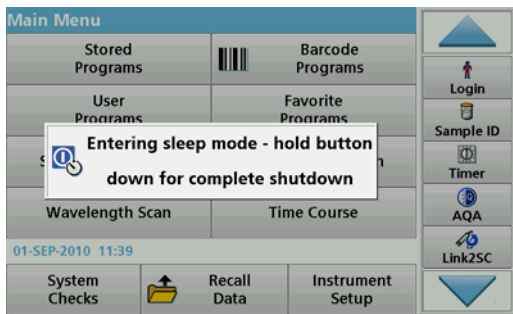 Main Menu
Stored
Programs
Barcode
Programs
User
Programs
Favorite
Programs
Entering sleep mode - hold button
down for complete shutdown
Wavelength Scan
Time Course
01-SEP-2010 11:39
System
Checks
Recall
Data
Instrument
Setup
Login
Sample ID
Timer
AQA
Link2SC